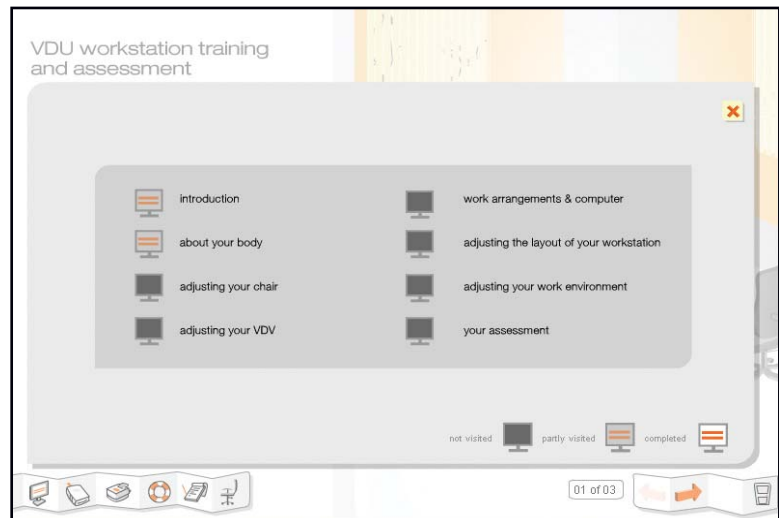 VDU workstation training
and assessment
introduction
about your body
adjusting your chair
adjusting your VDV
work arrangements & computer
adjusting the layout of your workstation
adjusting your work environment
your assessment
not visited
partly visited
completed
01 of 03